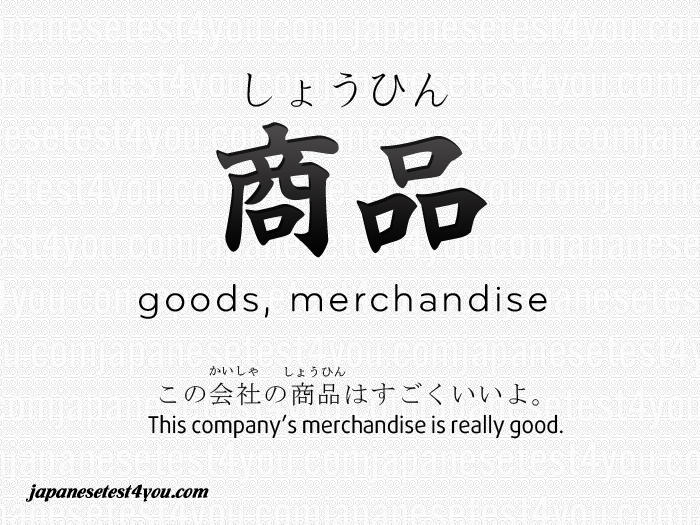 しょうひん
商品
goods, merchandise
かいしゃ しょうひん
この会社の商品はすごくいいよ。
This company's merchandise is really good.
japanesetest4you.com